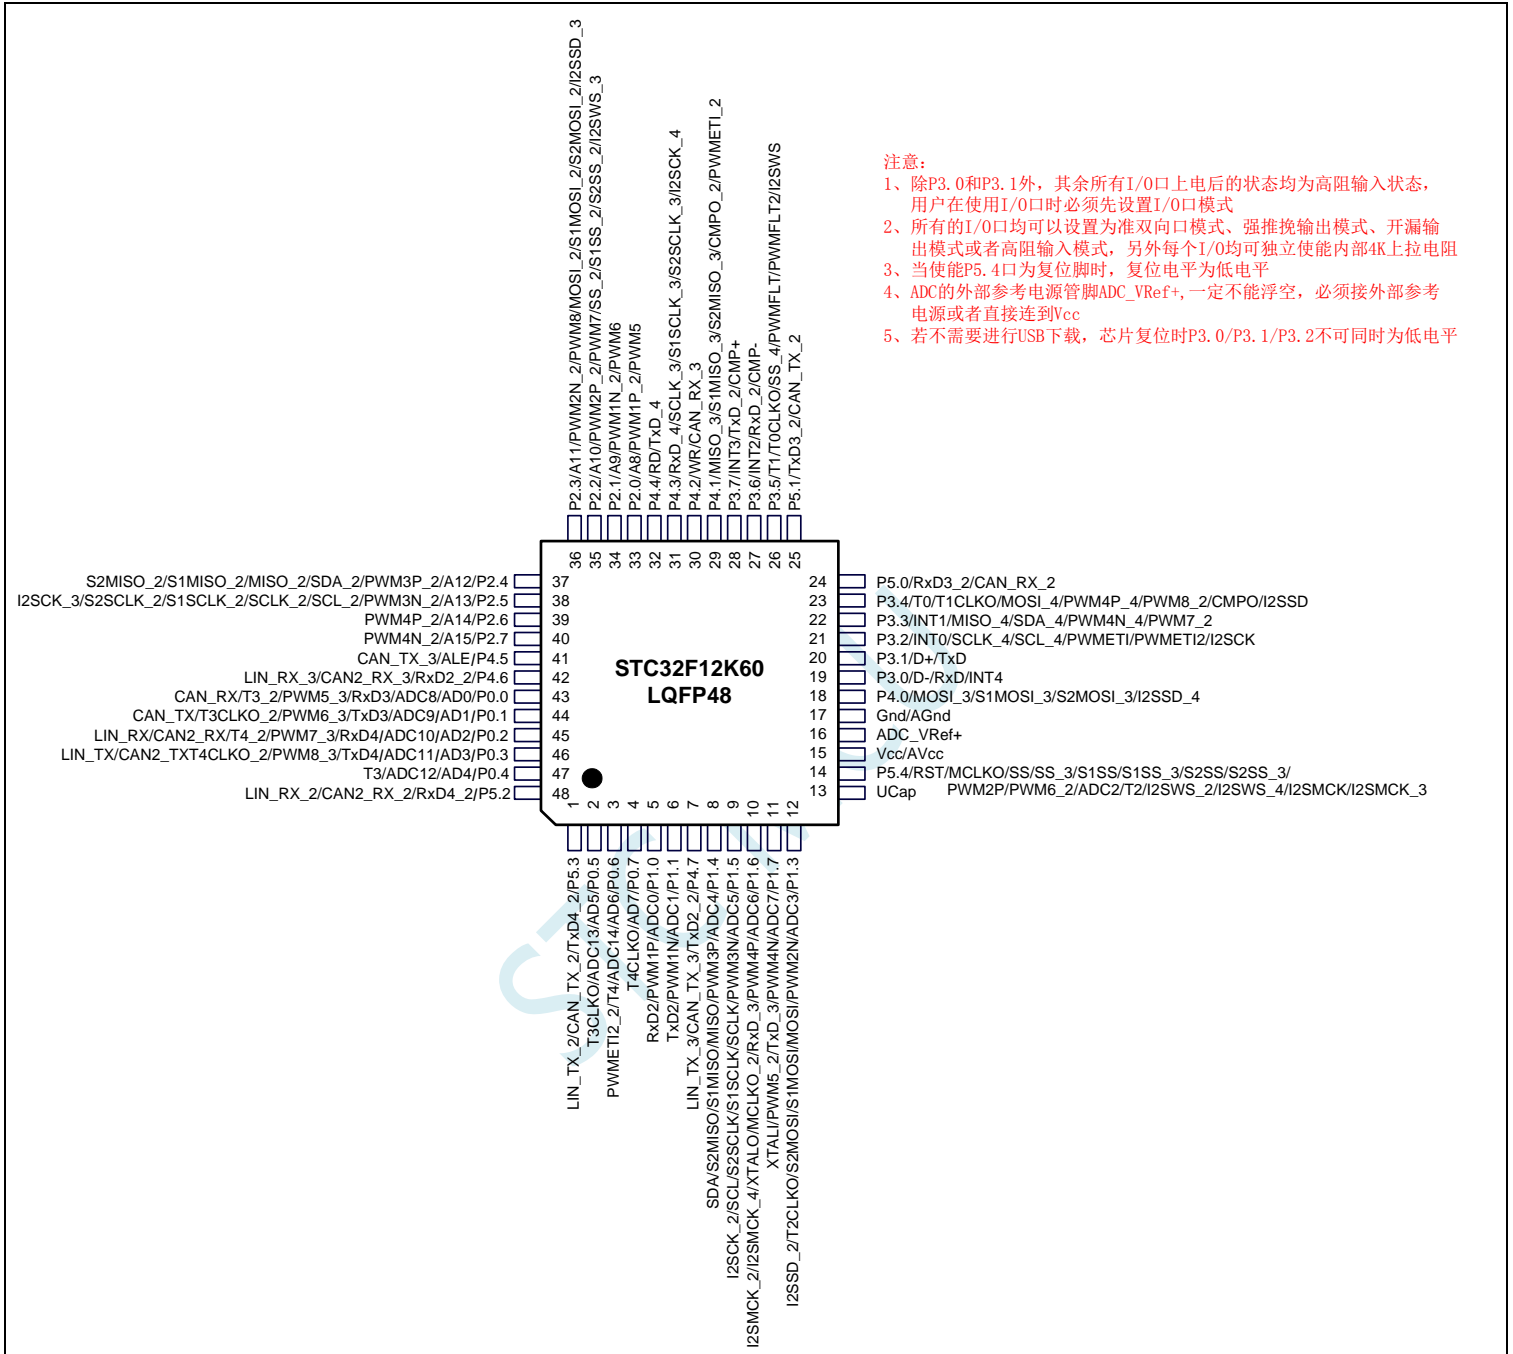 P2.3/A11/PWM2N_2/PWM8/MOSI_2/S1MOSI_2/S2MOSI_2/I2SSD_3
P2.2/A10/PWM2P_2/PWM7/SS_2/S1SS_2/S2SS_2/I2SWS_3
P2.1/A9/PWM1N_2/PWM6
P2.0/A8/PWM1P_2/PWM5
P4.4/RD/TxD_4
P4.3/RxD_4/SCLK_3/S1SCLK_3/S2SCLK_3/I2SCK_4
P4.2/WR/CAN_RX_3
P4.1/MISO_3/S1MISO_3/S2MISO_3/CMPO_2/PWMETI_2
P3.7/INT3/TxD_2/CMP+
P3.6/INT2/RxD_2/CMP-
P3.5/T1/T0CLKO/SS_4/PWMFLT/PWMFLT2/I2SWS
P5.1/TxD3_2/CAN_TX_2
注意：
1、除P3.0和P3.1外，其余所有I/O口上电后的状态均为高阻输入状态，
用户在使用I/O口时必须先设置I/O口模式
2、所有的I/O口均可以设置为准双向口模式、强推挽输出模式、开漏输
出模式或者高阻输入模式，另外每个I/O均可独立使能内部4K上拉电阻
3、当使能P5.4口为复位脚时，复位电平为低电平
4、ADC的外部参考电源管脚ADC_VRef+,一定不能浮空，必须接外部参考
电源或者直接连到Vcc
5、若不需要进行USB下载，芯片复位时P3.0/P3.1/P3.2不可同时为低电平
36 35 34 33 32 31 30 29 28 27 26 25
S2MISO_2/S1MISO_2/MISO_2/SDA_2/PWM3P_2/A12/P2.4 37
I2SCK_3/S2SCLK_2/S1SCLK_2/SCLK_2/SCL_2/PWM3N_2/A13/P2.5 38
PWM4P_2/A14/P2.6 39
PWM4N_2/A15/P2.7 40
CAN_TX_3/ALE/P4.5 41
LIN_RX_3/CAN2_RX_3/RxD2_2/P4.6 42
CAN_RX/T3_2/PWM5_3/RxD3/ADC8/AD0/P0.0 43
CAN_TX/T3CLKO_2/PWM6_3/TxD3/ADC9/AD1/P0.1 44
LIN_RX/CAN2_RX/T4_2/PWM7_3/RxD4/ADC10/AD2/P0.2 45
LIN_TX/CAN2_TXT4CLKO_2/PWM8_3/TxD4/ADC11/AD3/P0.3 46
T3/ADC12/AD4/P0.4 47
LIN_RX_2/CAN2_RX_2/RxD4_2/P5.2 48
STC32F12K60
LQFP48
24 P5.0/RxD3_2/CAN_RX_2
23 P3.4/T0/T1CLKO/MOSI_4/PWM4P_4/PWM8_2/CMPO/I2SSD
22 P3.3/INT1/MISO_4/SDA_4/PWM4N_4/PWM7_2
21 P3.2/INT0/SCLK_4/SCL_4/PWMETI/PWMETI2/I2SCK
20 P3.1/D+/TxD
19 P3.0/D-/RxD/INT4
18 P4.0/MOSI_3/S1MOSI_3/S2MOSI_3/I2SSD_4
17 Gnd/AGnd
16 ADC_VRef+
15 Vcc/AVcc
14 P5.4/RST/MCLKO/SS/SS_3/S1SS/S1SS_3/S2SS/S2SS_3/
PWM2P/PWM6_2/ADC2/T2/I2SWS_2/I2SWS_4/I2SMCK/I2SMCK_3
13 UCap
1 2 3 4 5 6 7 8 9 10 11 12
LIN_TX_2/CAN_TX_2/TxD4_2/P5.3
T3CLKO/ADC13/AD5/P0.5
PWMETI2_2/T4/ADC14/AD6/P0.6
T4CLKO/AD7/P0.7
RxD2/PWM1P/ADC0/P1.0
TxD2/PWM1N/ADC1/P1.1
LIN_TX_3/CAN_TX_3/TxD2_2/P4.7
SDA/S2MISO/S1MISO/MISO/PWM3P/ADC4/P1.4
I2SCK_2/SCL/S2SCLK/S1SCLK/SCLK/PWM3N/ADC5/P1.5
I2SMCK_2/I2SMCK_4/XTALO/MCLKO_2/RxD_3/PWM4P/ADC6/P1.6
XTALI/PWM5_2/TxD_3/PWM4N/ADC7/P1.7
I2SSD_2/T2CLKO/S2MOSI/S1MOSI/MOSI/PWM2N/ADC3/P1.3